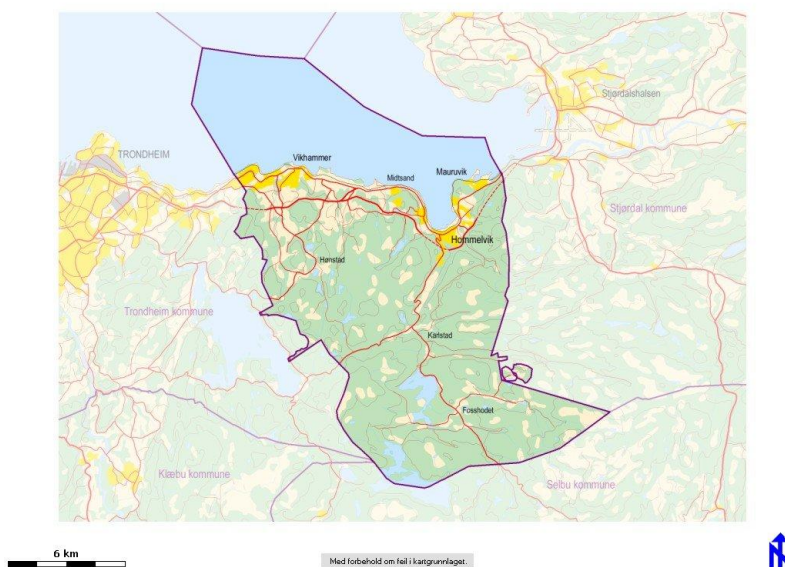 Stjørdalshalsen
TRONDHEIM
Vikhammer
Midtsand
Mauruvik
Stjørdal kommune
Hommelvik
Hønstad
Trondheim kommune
Karlstad
Fosshodet
Klæbu kommune
Selbu kommune
6 km
Med forbehold om feil i kartgrunnlaget.
N